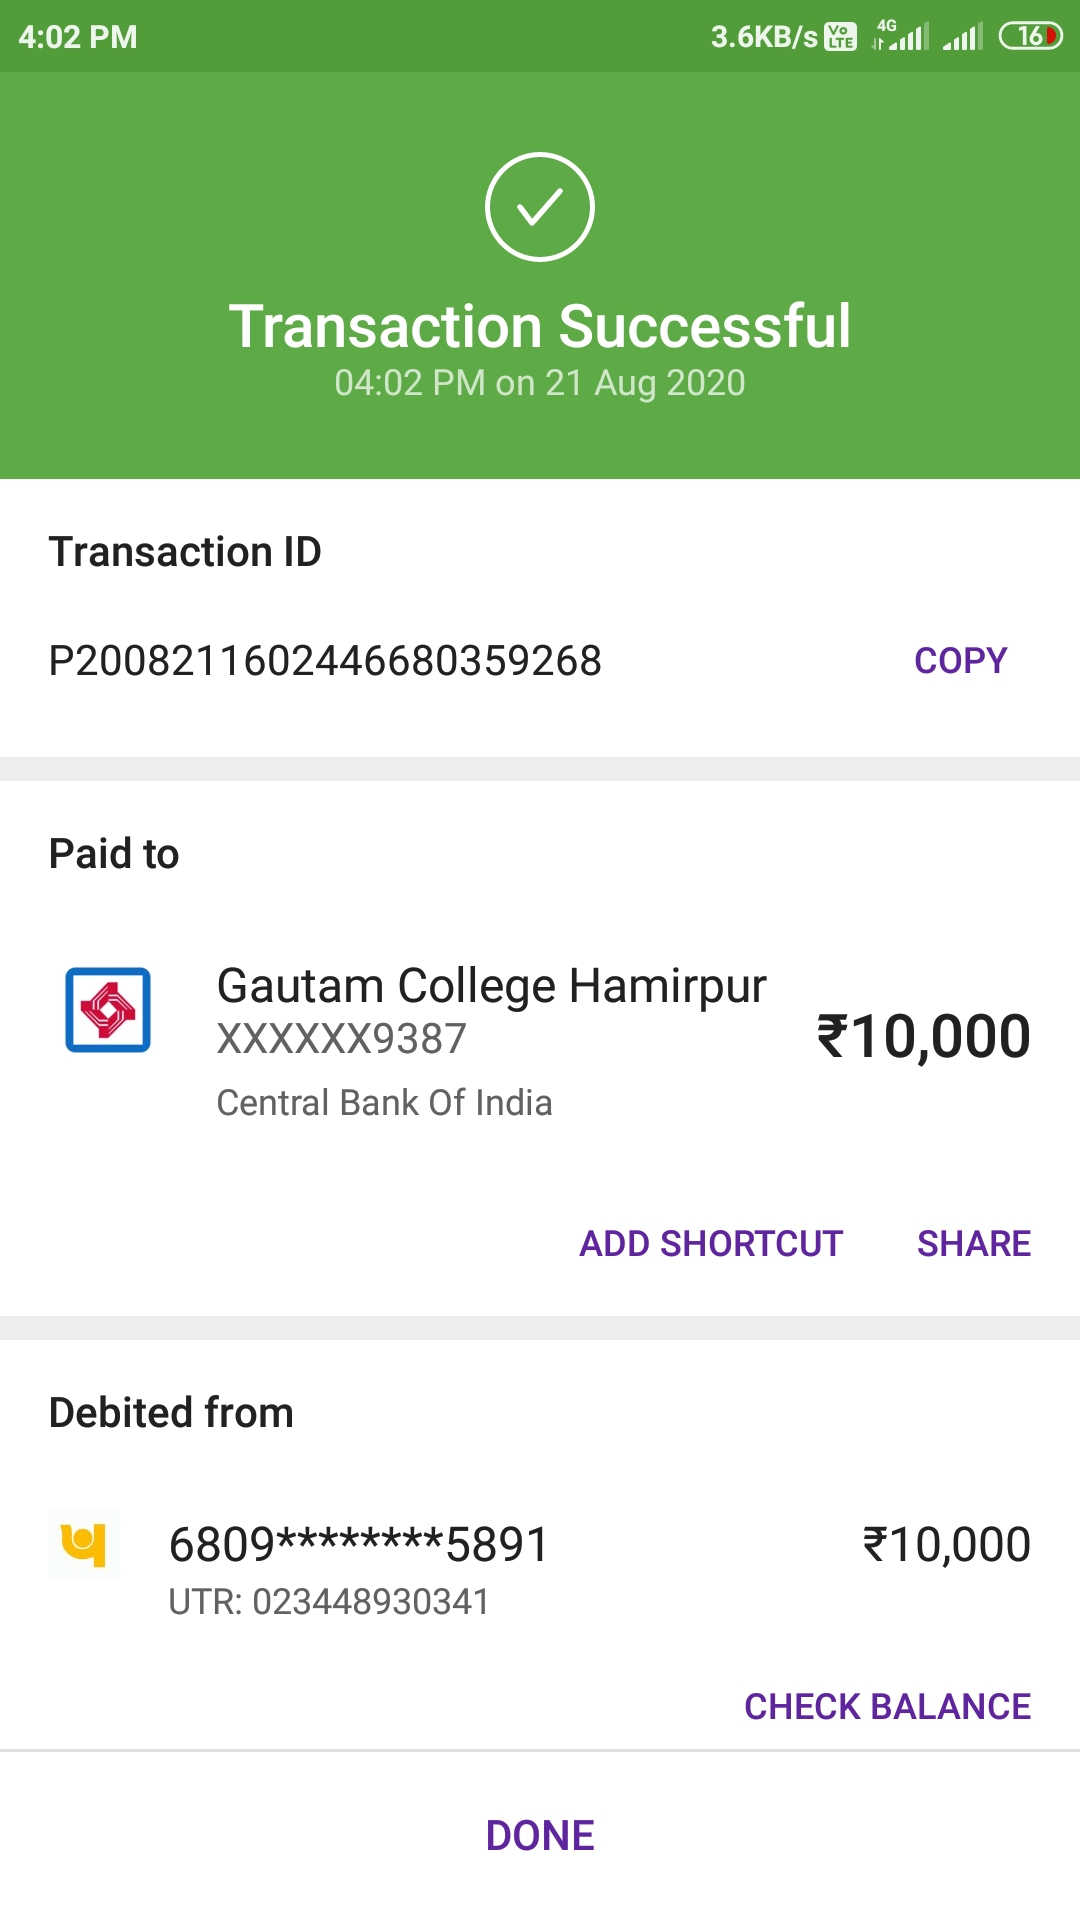 4:02 PM 3.6KB/s Vo LTE 4G 16
Transaction Successful
04:02 PM on 21 Aug 2020
Transaction ID
P2008211602446680359268 COPY
Paid to
Gautam College Hamirpur
XXXXXX9387 ₹10,000
Central Bank Of India
ADD SHORTCUT SHARE
Debited from
6809********5891 ₹10,000
UTR: 023448930341
CHECK BALANCE
DONE